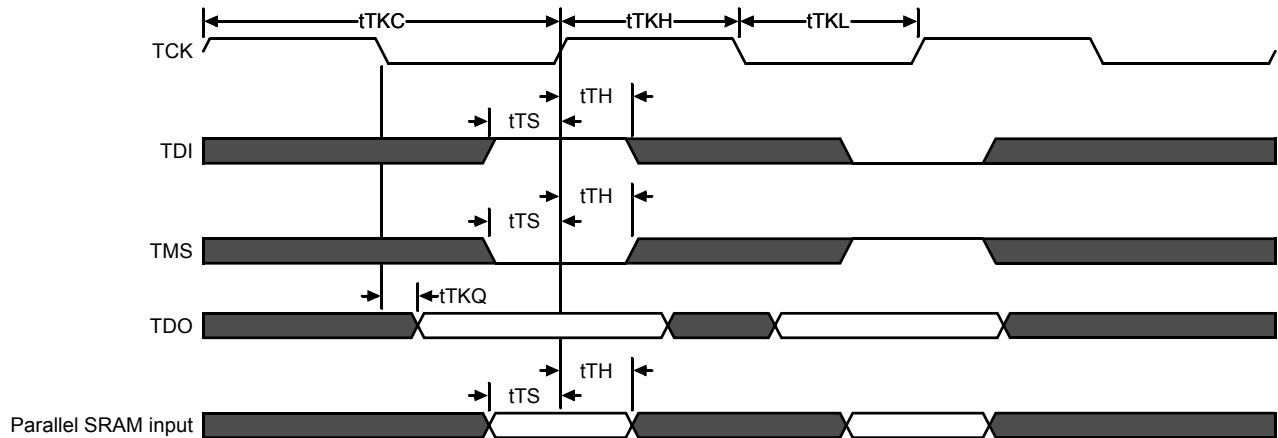 tTKC
tTKH
tTKL
TCK
tTH
tTS
TDI
tTH
tTS
TMS
tTKQ
TDO
tTH
tTS
Parallel SRAM input